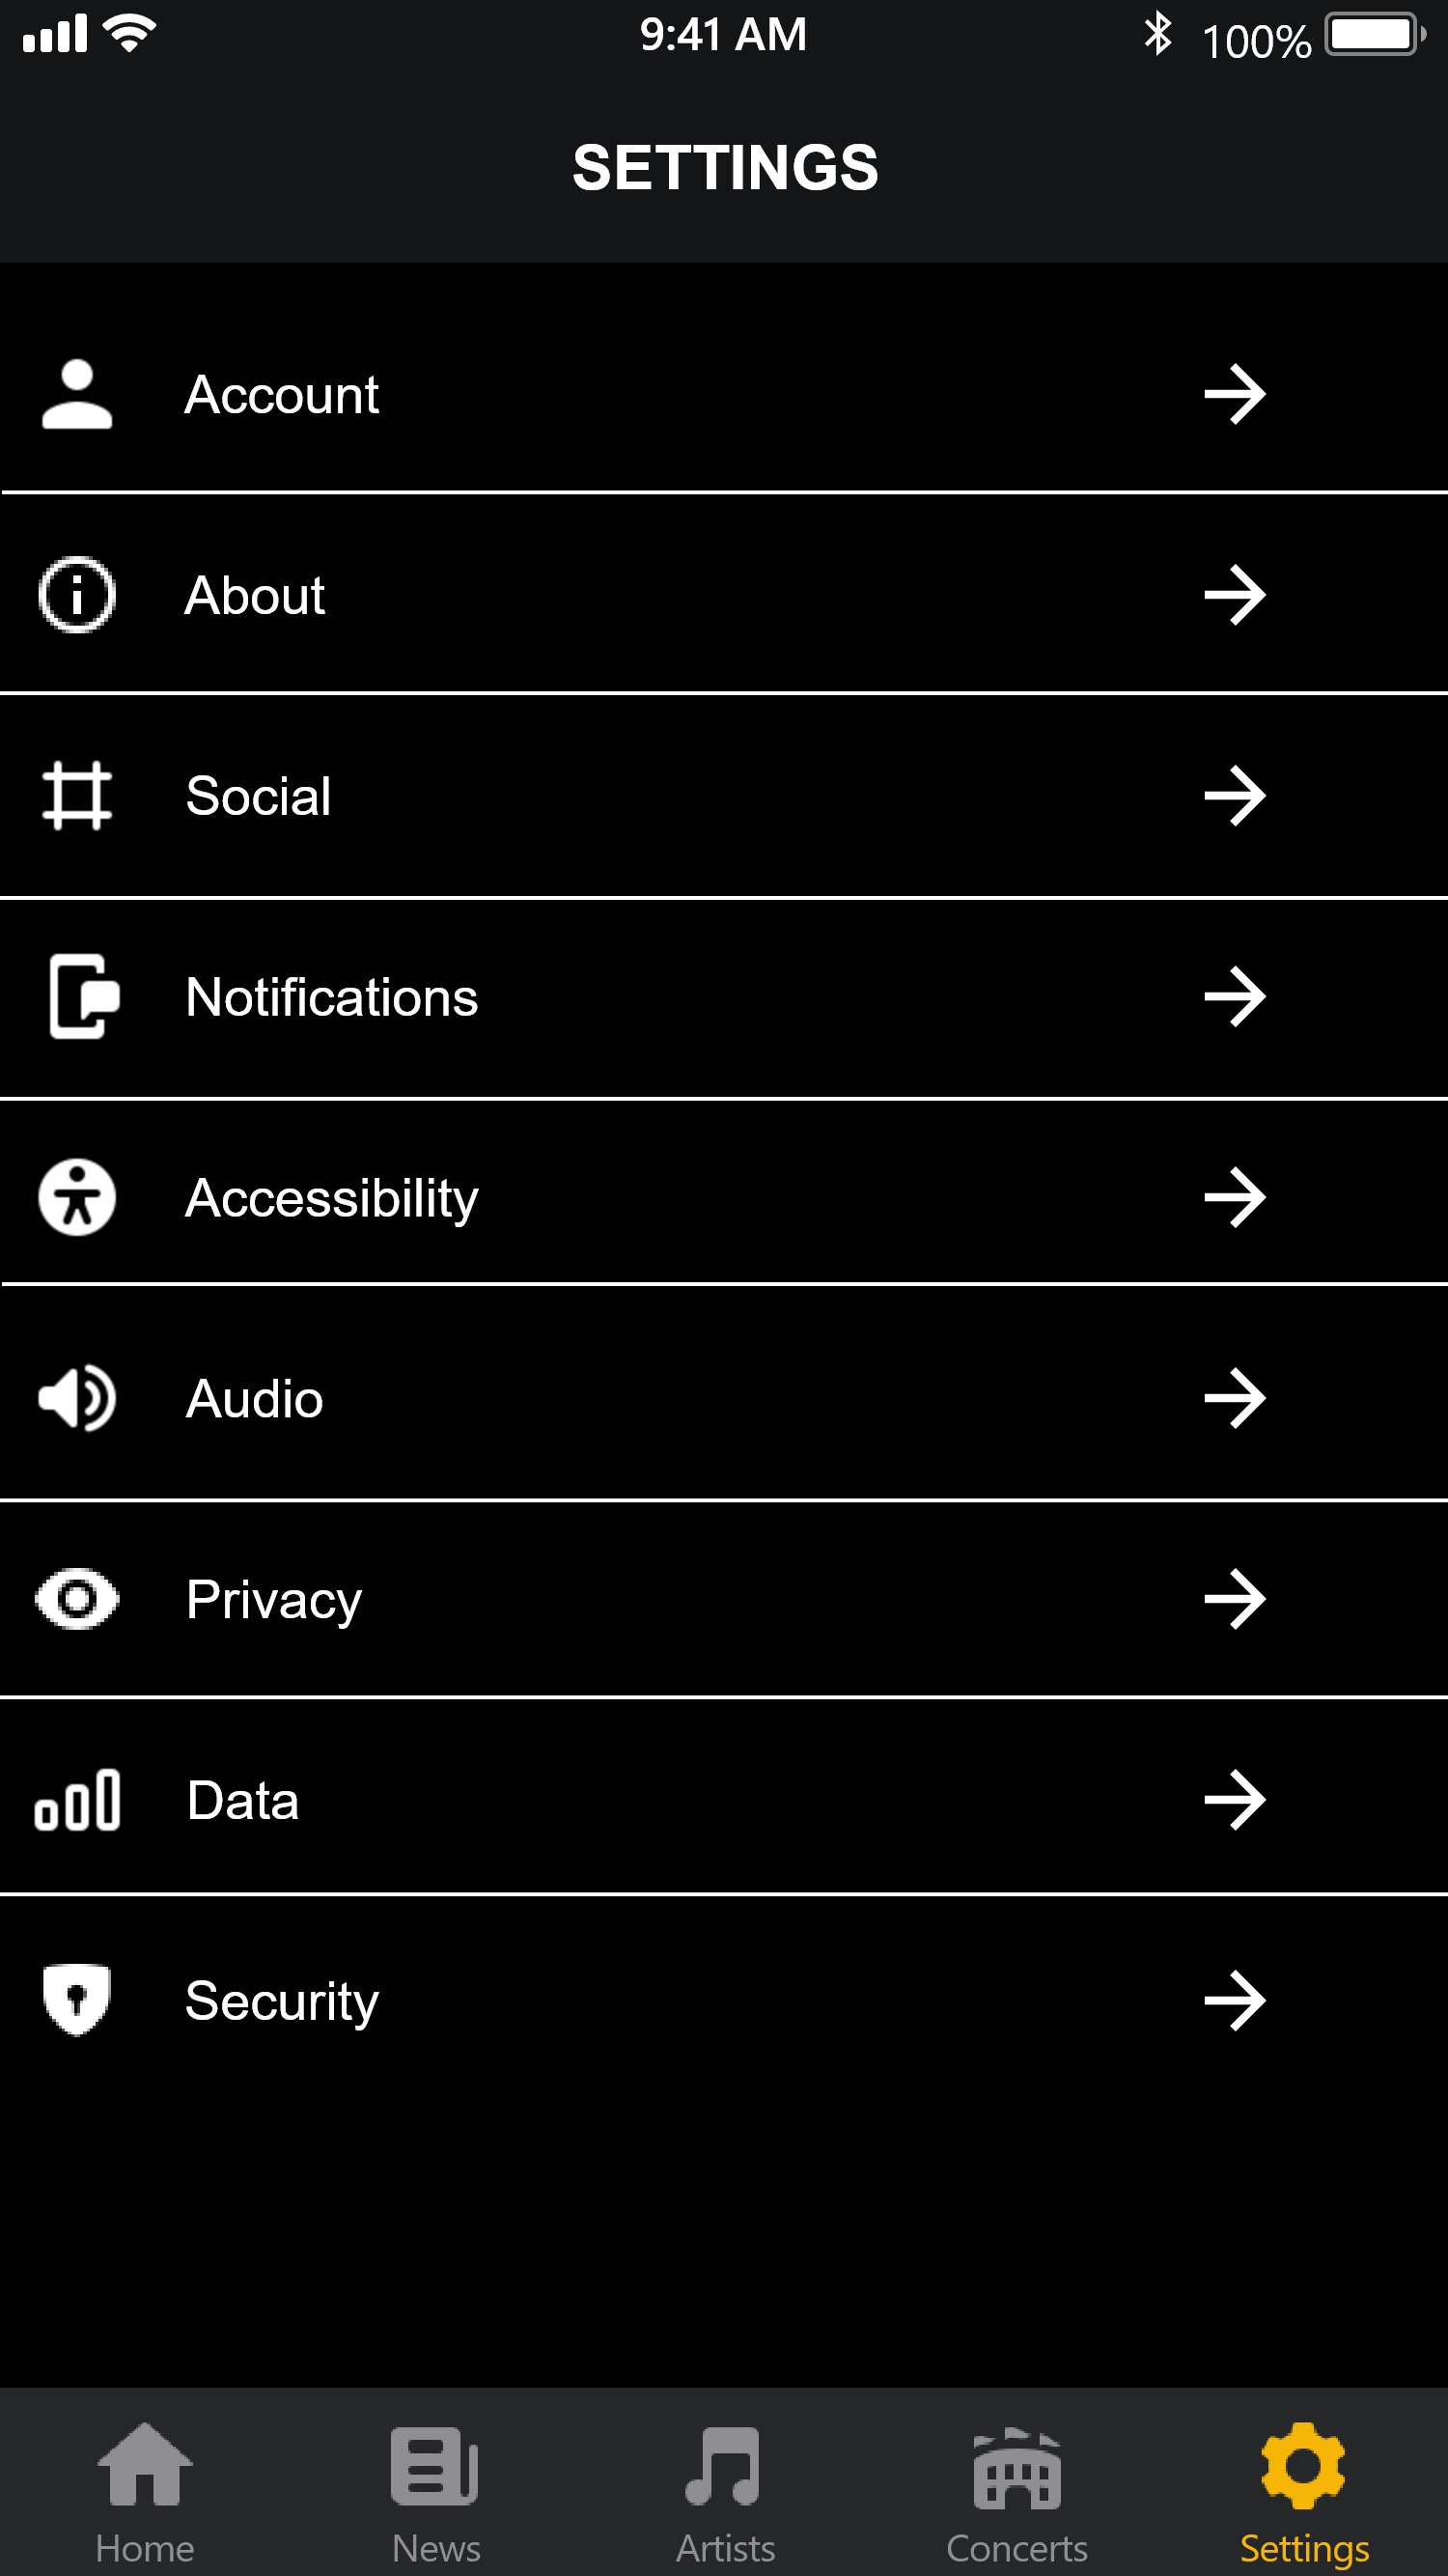 9:41 AM
100%
SETTINGS
Account
About
Social
Notifications
Accessibility
Audio
Privacy
Data
Security
Home
News
Artists
Concerts
Settings